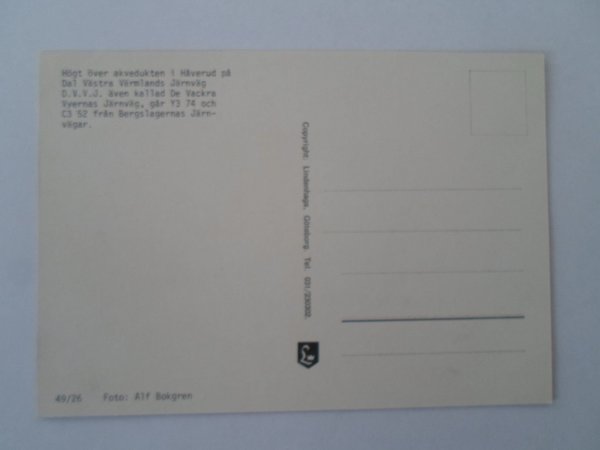 Högt över akvedukten i Håverud på
Dal Västra Värmlands Järnväg
D.V.V.J. även kallad De Vackra
Vyernas Järnväg, går Y3 74 och
C3 52 från Bergslagernas Järn-
vägar.
Copyright: Lindenhags, Göteborg Tel. 031/230202.
49/26 Foto: Alf Bokgren